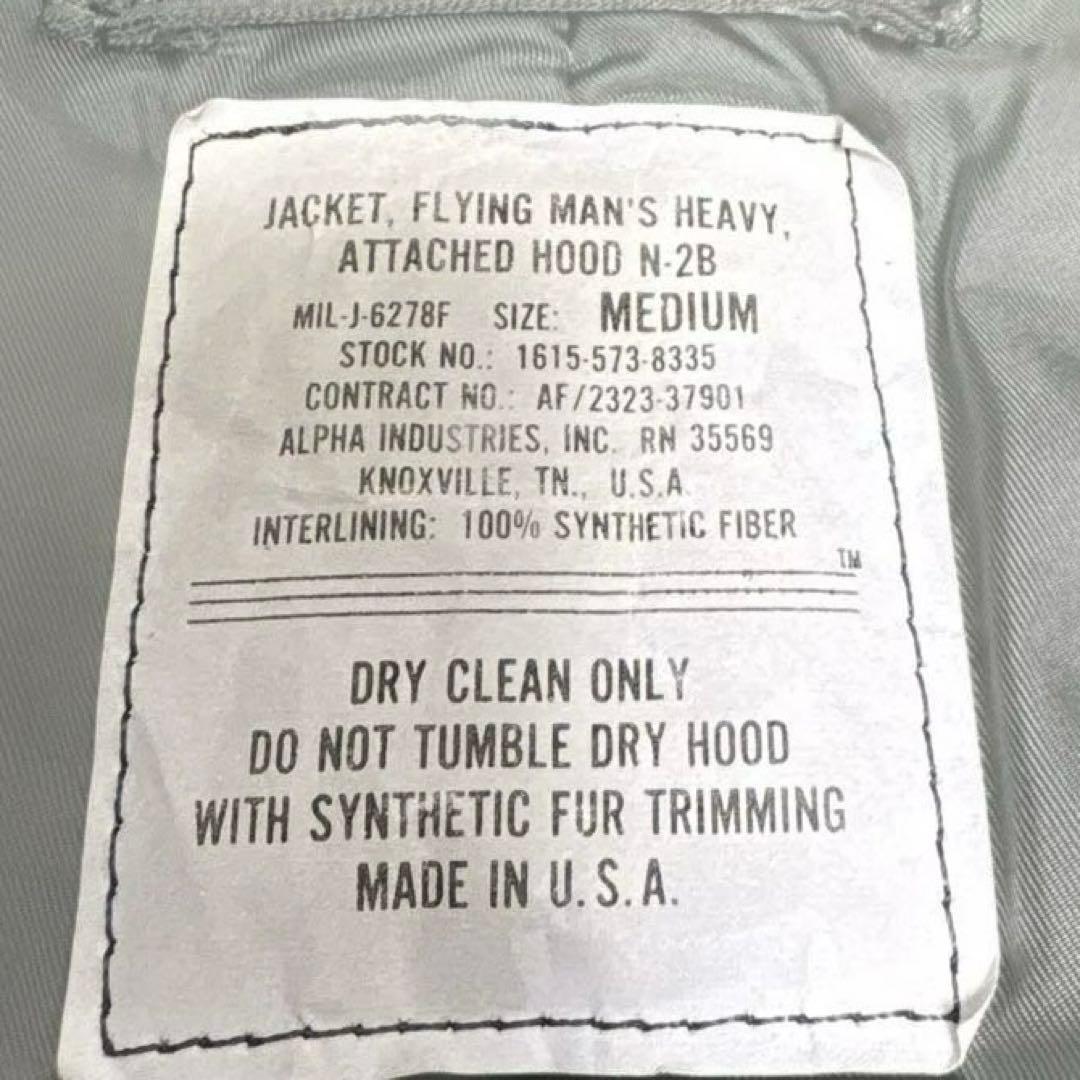 JACKET, FLYING MAN'S HEAVY,
ATTACHED HOOD N-2B
MIL-J-6278F SIZE: MEDIUM
STOCK NO.: 1615-573-8335
CONTRACT NO.: AF/2323-37901
ALPHA INDUSTRIES, INC. RN 35569
KNOXVILLE, TN., U.S.A.
INTERLINING: 100% SYNTHETIC FIBER
TM
DRY CLEAN ONLY
DO NOT TUMBLE DRY HOOD
WITH SYNTHETIC FUR TRIMMING
MADE IN U.S.A.